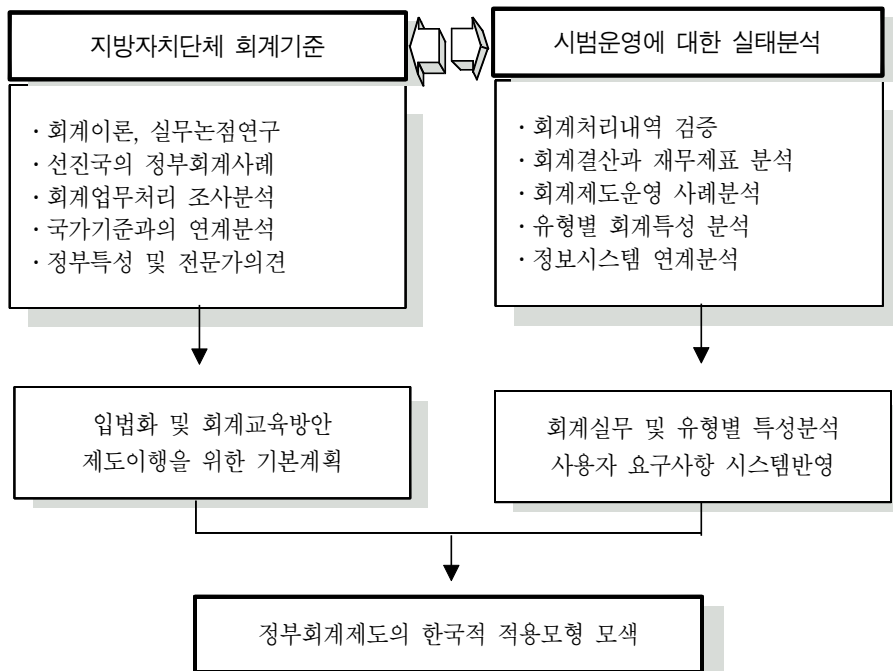 지방자치단체 회계기준
· 회계이론, 실무논점연구
· 선진국의 정부회계사례
· 회계업무처리 조사분석
· 국가기준과의 연계분석
· 정부특성 및 전문가의견
시범운영에 대한 실태분석
· 회계처리내역 검증
· 회계결산과 재무제표 분석
· 회계제도운영 사례분석
· 유형별 회계특성 분석
· 정보시스템 연계분석
입법화 및 회계교육방안
제도이행을 위한 기본계획
회계실무 및 유형별 특성분석
사용자 요구사항 시스템반영
정부회계제도의 한국적 적용모형 모색